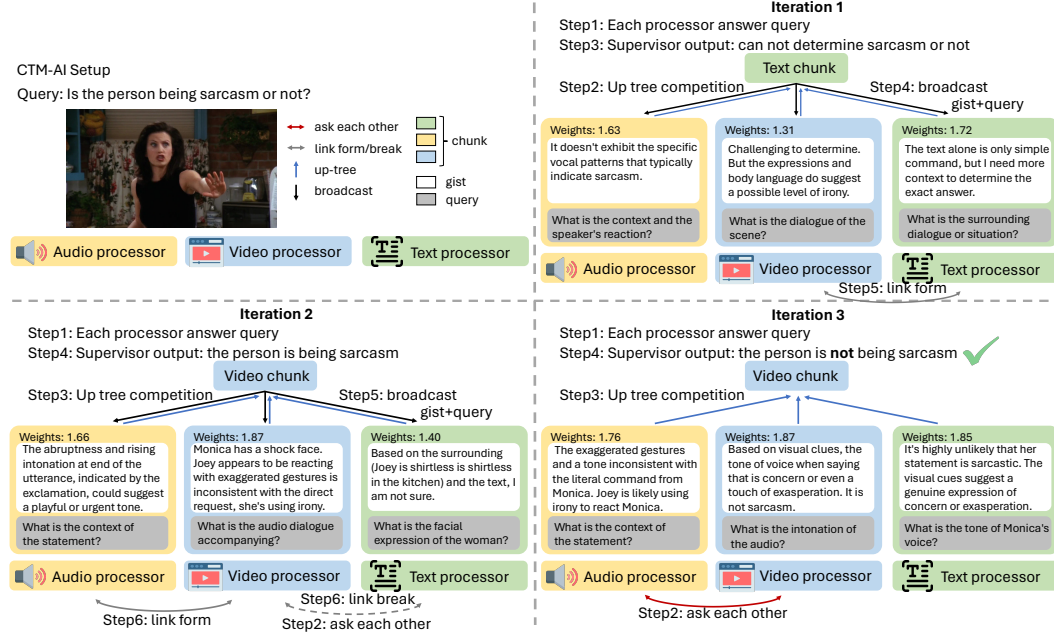 CTM-AI Setup
Query: Is the person being sarcasm or not?
ask each other
link form/break
up-tree
broadcast
chunk
gist
query
Audio processor
Video processor
Text processor
Iteration 1
Step1: Each processor answer query
Step3: Supervisor output: can not determine sarcasm or not
Text chunk
Step2: Up tree competition
Step4: broadcast
gist+query
Weights: 1.63
It doesn't exhibit the specific
vocal patterns that typically
indicate sarcasm.
What is the context and the
speaker's reaction?
Audio processor
Weights: 1.31
Challenging to determine.
But the expressions and
body language do suggest
a possible level of irony.
What is the dialogue of the
scene?
Video processor
Weights: 1.72
The text alone is only simple
command, but I need more
context to determine the
exact answer.
What is the surrounding
dialogue or situation?
Text processor
Step5: link form
Iteration 2
Step1: Each processor answer query
Step4: Supervisor output: the person is being sarcasm
Video chunk
Step3: Up tree competition
Step5: broadcast
gist+query
Weights: 1.66
The abruptness and rising
intonation at end of the
utterance, indicated by the
exclamation, could suggest
a playful or urgent tone.
What is the context of
the statement?
Audio processor
Weights: 1.87
Monica has a shock face.
Joey appears to be reacting
with exaggerated gestures is
inconsistent with the direct
request, she's using irony.
What is the audio dialogue
accompanying?
Video processor
Weights: 1.40
Based on the surrounding
(Joey is shirtless is shirtless
in the kitchen) and the text, I
am not sure.
What is the facial
expression of the woman?
Text processor
Step6: link form
Step6: link break
Step2: ask each other
Iteration 3
Step1: Each processor answer query
Step4: Supervisor output: the person is not being sarcasm
Video chunk
Step3: Up tree competition
Weights: 1.76
The exaggerated gestures
and a tone inconsistent with
the literal command from
Monica. Joey is likely using
irony to react Monica.
What is the context of
the statement?
Audio processor
Weights: 1.87
Based on visual clues, the
tone of voice when saying
that is concern or even a
touch of exasperation. It is
not sarcasm.
What is the intonation of
the audio?
Video processor
Weights: 1.85
It's highly unlikely that her
statement is sarcastic. The
visual cues suggest a
genuine expression of
concern or exasperation.
What is the tone of Monica's
voice?
Text processor
Step2: ask each other